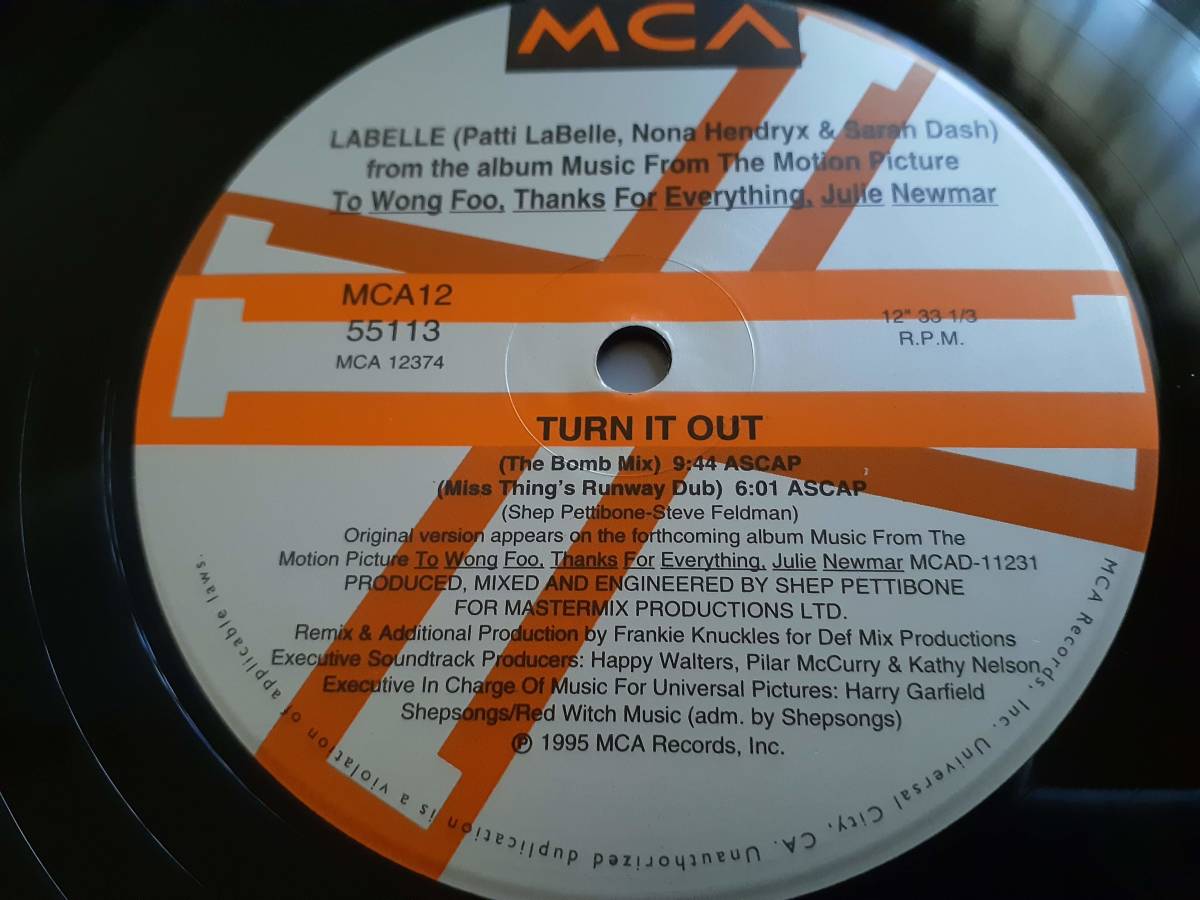 MCA
LABELLE (Patti LaBelle, Nona Hendryx & Sarah Dash)
from the album Music From The Motion Picture
To Wong Foo, Thanks For Everything, Julie Newmar
MCA12
55113
MCA 12374
12" 33 1/3
R.P.M.
TURN IT OUT
(The Bomb Mix) 9:44 ASCAP
(Miss Thing's Runway Dub) 6:01 ASCAP
(Shep Pettibone-Steve Feldman)
Original version appears on the forthcoming album Music From The
Motion Picture To Wong Foo, Thanks For Everything, Julie Newmar MCAD-11231
PRODUCED, MIXED AND ENGINEERED BY SHEP PETTIBONE
FOR MASTERMIX PRODUCTIONS LTD.
Remix & Additional Production by Frankie Knuckles for Def Mix Productions
Executive Soundtrack Producers: Happy Walters, Pilar McCurry & Kathy Nelson
Executive In Charge Of Music For Universal Pictures: Harry Garfield
Shepsongs/Red Witch Music (adm. by Shepsongs)
℗ 1995 MCA Records, Inc.
MCA Records, Inc. Universal City, CA. Unauthorized duplication is a violation of applicable laws.